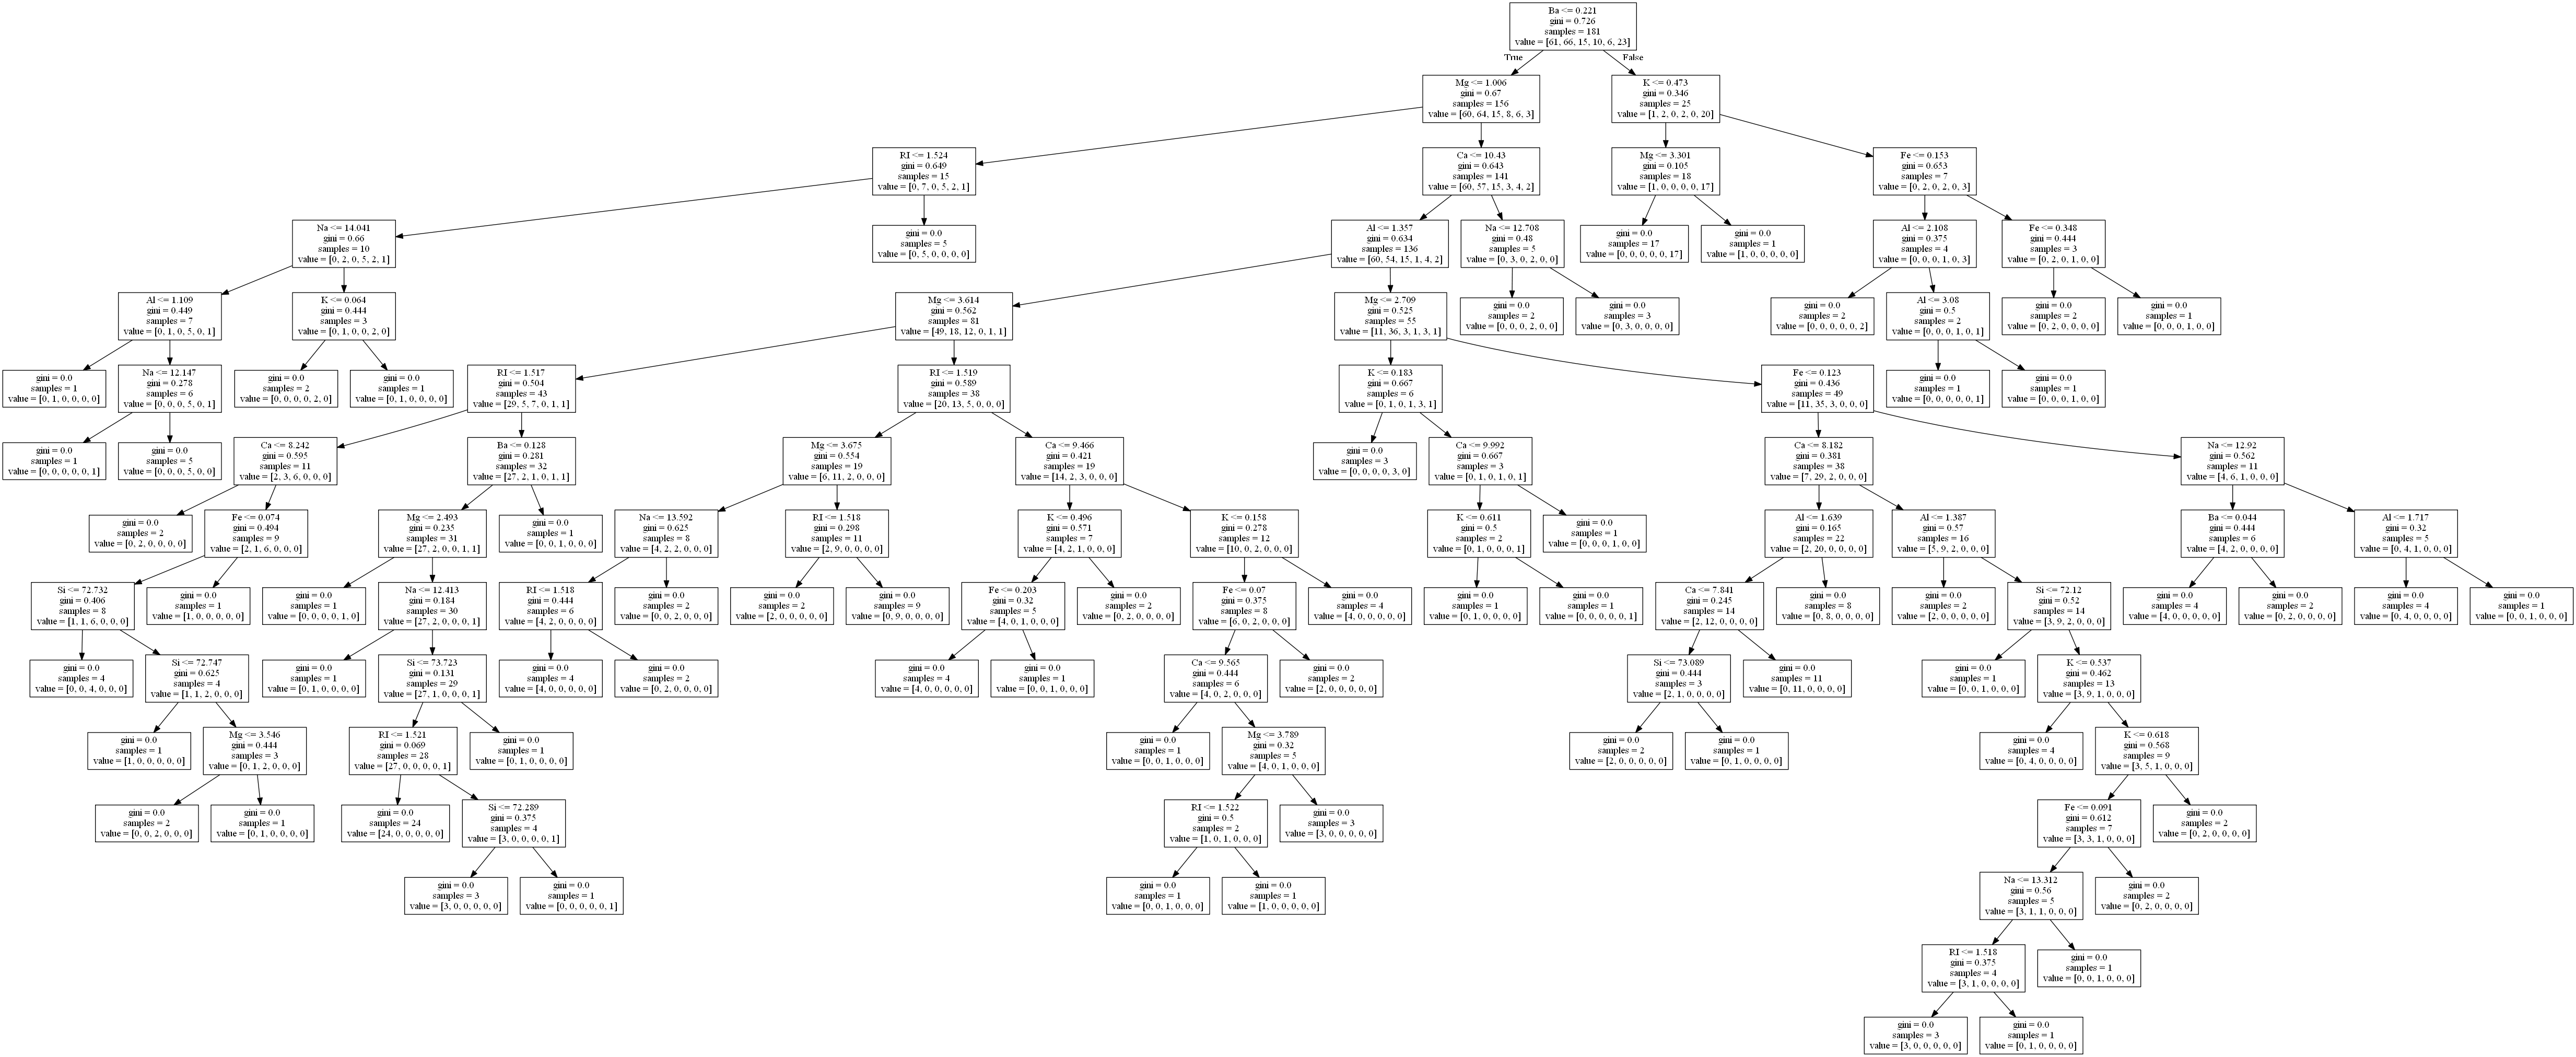 Ba <= 0.221
gini = 0.726
samples = 181
value = [61, 66, 15, 10, 6, 23]
True
False
Mg <= 1.006
gini = 0.67
samples = 156
value = [60, 64, 15, 8, 6, 3]
K <= 0.473
gini = 0.346
samples = 25
value = [1, 2, 0, 2, 0, 20]
RI <= 1.524
gini = 0.649
samples = 15
value = [0, 7, 0, 5, 2, 1]
Ca <= 10.43
gini = 0.643
samples = 141
value = [60, 57, 15, 3, 4, 2]
Mg <= 3.301
gini = 0.105
samples = 18
value = [1, 0, 0, 0, 0, 17]
Fe <= 0.153
gini = 0.653
samples = 7
value = [0, 2, 0, 2, 0, 3]
Na <= 14.041
gini = 0.66
samples = 10
value = [0, 2, 0, 5, 2, 1]
gini = 0.0
samples = 5
value = [0, 5, 0, 0, 0, 0]
Al <= 1.357
gini = 0.634
samples = 136
value = [60, 54, 15, 1, 4, 2]
Na <= 12.708
gini = 0.48
samples = 5
value = [0, 3, 0, 2, 0, 0]
gini = 0.0
samples = 17
value = [0, 0, 0, 0, 0, 17]
gini = 0.0
samples = 1
value = [1, 0, 0, 0, 0, 0]
Al <= 2.108
gini = 0.375
samples = 4
value = [0, 0, 0, 1, 0, 3]
Fe <= 0.348
gini = 0.444
samples = 3
value = [0, 2, 0, 1, 0, 0]
Al <= 1.109
gini = 0.449
samples = 7
value = [0, 1, 0, 5, 0, 1]
K <= 0.064
gini = 0.444
samples = 3
value = [0, 1, 0, 0, 2, 0]
Mg <= 3.614
gini = 0.562
samples = 81
value = [49, 18, 12, 0, 1, 1]
Mg <= 2.709
gini = 0.525
samples = 55
value = [11, 36, 3, 1, 3, 1]
gini = 0.0
samples = 2
value = [0, 0, 0, 2, 0, 0]
gini = 0.0
samples = 3
value = [0, 3, 0, 0, 0, 0]
gini = 0.0
samples = 2
value = [0, 0, 0, 0, 0, 2]
Al <= 3.08
gini = 0.5
samples = 2
value = [0, 0, 0, 1, 0, 1]
gini = 0.0
samples = 2
value = [0, 2, 0, 0, 0, 0]
gini = 0.0
samples = 1
value = [0, 0, 0, 1, 0, 0]
gini = 0.0
samples = 1
value = [0, 1, 0, 0, 0, 0]
Na <= 12.147
gini = 0.278
samples = 6
value = [0, 0, 0, 5, 0, 1]
gini = 0.0
samples = 2
value = [0, 0, 0, 0, 2, 0]
gini = 0.0
samples = 1
value = [0, 1, 0, 0, 0, 0]
RI <= 1.517
gini = 0.504
samples = 43
value = [29, 5, 7, 0, 1, 1]
RI <= 1.519
gini = 0.589
samples = 38
value = [20, 13, 5, 0, 0, 0]
K <= 0.183
gini = 0.667
samples = 6
value = [0, 1, 0, 1, 3, 1]
Fe <= 0.123
gini = 0.436
samples = 49
value = [11, 35, 3, 0, 0, 0]
gini = 0.0
samples = 1
value = [0, 0, 0, 0, 0, 1]
gini = 0.0
samples = 1
value = [0, 0, 0, 1, 0, 0]
gini = 0.0
samples = 1
value = [0, 0, 0, 0, 0, 1]
gini = 0.0
samples = 5
value = [0, 0, 0, 5, 0, 0]
Ca <= 8.242
gini = 0.595
samples = 11
value = [2, 3, 6, 0, 0, 0]
Ba <= 0.128
gini = 0.281
samples = 32
value = [27, 2, 1, 0, 1, 1]
Mg <= 3.675
gini = 0.554
samples = 19
value = [6, 11, 2, 0, 0, 0]
Ca <= 9.466
gini = 0.421
samples = 19
value = [14, 2, 3, 0, 0, 0]
gini = 0.0
samples = 3
value = [0, 0, 0, 0, 3, 0]
Ca <= 9.992
gini = 0.667
samples = 3
value = [0, 1, 0, 1, 0, 1]
Ca <= 8.182
gini = 0.381
samples = 38
value = [7, 29, 2, 0, 0, 0]
Na <= 12.92
gini = 0.562
samples = 11
value = [4, 6, 1, 0, 0, 0]
gini = 0.0
samples = 2
value = [0, 2, 0, 0, 0, 0]
Fe <= 0.074
gini = 0.494
samples = 9
value = [2, 1, 6, 0, 0, 0]
Mg <= 2.493
gini = 0.235
samples = 31
value = [27, 2, 0, 0, 1, 1]
gini = 0.0
samples = 1
value = [0, 0, 1, 0, 0, 0]
Na <= 13.592
gini = 0.625
samples = 8
value = [4, 2, 2, 0, 0, 0]
RI <= 1.518
gini = 0.298
samples = 11
value = [2, 9, 0, 0, 0, 0]
K <= 0.496
gini = 0.571
samples = 7
value = [4, 2, 1, 0, 0, 0]
K <= 0.158
gini = 0.278
samples = 12
value = [10, 0, 2, 0, 0, 0]
K <= 0.611
gini = 0.5
samples = 2
value = [0, 1, 0, 0, 0, 1]
gini = 0.0
samples = 1
value = [0, 0, 0, 1, 0, 0]
Al <= 1.639
gini = 0.165
samples = 22
value = [2, 20, 0, 0, 0, 0]
Al <= 1.387
gini = 0.57
samples = 16
value = [5, 9, 2, 0, 0, 0]
Ba <= 0.044
gini = 0.444
samples = 6
value = [4, 2, 0, 0, 0, 0]
Al <= 1.717
gini = 0.32
samples = 5
value = [0, 4, 1, 0, 0, 0]
Si <= 72.732
gini = 0.406
samples = 8
value = [1, 1, 6, 0, 0, 0]
gini = 0.0
samples = 1
value = [1, 0, 0, 0, 0, 0]
gini = 0.0
samples = 1
value = [0, 0, 0, 0, 1, 0]
Na <= 12.413
gini = 0.184
samples = 30
value = [27, 2, 0, 0, 0, 1]
RI <= 1.518
gini = 0.444
samples = 6
value = [4, 2, 0, 0, 0, 0]
gini = 0.0
samples = 2
value = [0, 0, 2, 0, 0, 0]
gini = 0.0
samples = 2
value = [2, 0, 0, 0, 0, 0]
gini = 0.0
samples = 9
value = [0, 9, 0, 0, 0, 0]
Fe <= 0.203
gini = 0.32
samples = 5
value = [4, 0, 1, 0, 0, 0]
gini = 0.0
samples = 2
value = [0, 2, 0, 0, 0, 0]
Fe <= 0.07
gini = 0.375
samples = 8
value = [6, 0, 2, 0, 0, 0]
gini = 0.0
samples = 4
value = [4, 0, 0, 0, 0, 0]
gini = 0.0
samples = 1
value = [0, 1, 0, 0, 0, 0]
gini = 0.0
samples = 1
value = [0, 0, 0, 0, 0, 1]
Ca <= 7.841
gini = 0.245
samples = 14
value = [2, 12, 0, 0, 0, 0]
gini = 0.0
samples = 8
value = [0, 8, 0, 0, 0, 0]
gini = 0.0
samples = 2
value = [2, 0, 0, 0, 0, 0]
Si <= 72.12
gini = 0.52
samples = 14
value = [3, 9, 2, 0, 0, 0]
gini = 0.0
samples = 4
value = [4, 0, 0, 0, 0, 0]
gini = 0.0
samples = 2
value = [0, 2, 0, 0, 0, 0]
gini = 0.0
samples = 4
value = [0, 4, 0, 0, 0, 0]
gini = 0.0
samples = 1
value = [0, 0, 1, 0, 0, 0]
gini = 0.0
samples = 4
value = [0, 0, 4, 0, 0, 0]
Si <= 72.747
gini = 0.625
samples = 4
value = [1, 1, 2, 0, 0, 0]
gini = 0.0
samples = 1
value = [0, 1, 0, 0, 0, 0]
Si <= 73.723
gini = 0.131
samples = 29
value = [27, 1, 0, 0, 0, 1]
gini = 0.0
samples = 4
value = [4, 0, 0, 0, 0, 0]
gini = 0.0
samples = 2
value = [0, 2, 0, 0, 0, 0]
gini = 0.0
samples = 4
value = [4, 0, 0, 0, 0, 0]
gini = 0.0
samples = 1
value = [0, 0, 1, 0, 0, 0]
Ca <= 9.565
gini = 0.444
samples = 6
value = [4, 0, 2, 0, 0, 0]
gini = 0.0
samples = 2
value = [2, 0, 0, 0, 0, 0]
Si <= 73.089
gini = 0.444
samples = 3
value = [2, 1, 0, 0, 0, 0]
gini = 0.0
samples = 11
value = [0, 11, 0, 0, 0, 0]
gini = 0.0
samples = 1
value = [0, 0, 1, 0, 0, 0]
K <= 0.537
gini = 0.462
samples = 13
value = [3, 9, 1, 0, 0, 0]
gini = 0.0
samples = 1
value = [1, 0, 0, 0, 0, 0]
Mg <= 3.546
gini = 0.444
samples = 3
value = [0, 1, 2, 0, 0, 0]
RI <= 1.521
gini = 0.069
samples = 28
value = [27, 0, 0, 0, 0, 1]
gini = 0.0
samples = 1
value = [0, 1, 0, 0, 0, 0]
gini = 0.0
samples = 1
value = [0, 0, 1, 0, 0, 0]
Mg <= 3.789
gini = 0.32
samples = 5
value = [4, 0, 1, 0, 0, 0]
gini = 0.0
samples = 2
value = [2, 0, 0, 0, 0, 0]
gini = 0.0
samples = 1
value = [0, 1, 0, 0, 0, 0]
gini = 0.0
samples = 4
value = [0, 4, 0, 0, 0, 0]
K <= 0.618
gini = 0.568
samples = 9
value = [3, 5, 1, 0, 0, 0]
gini = 0.0
samples = 2
value = [0, 0, 2, 0, 0, 0]
gini = 0.0
samples = 1
value = [0, 1, 0, 0, 0, 0]
gini = 0.0
samples = 24
value = [24, 0, 0, 0, 0, 0]
Si <= 72.289
gini = 0.375
samples = 4
value = [3, 0, 0, 0, 0, 1]
RI <= 1.522
gini = 0.5
samples = 2
value = [1, 0, 1, 0, 0, 0]
gini = 0.0
samples = 3
value = [3, 0, 0, 0, 0, 0]
Fe <= 0.091
gini = 0.612
samples = 7
value = [3, 3, 1, 0, 0, 0]
gini = 0.0
samples = 2
value = [0, 2, 0, 0, 0, 0]
gini = 0.0
samples = 3
value = [3, 0, 0, 0, 0, 0]
gini = 0.0
samples = 1
value = [0, 0, 0, 0, 0, 1]
gini = 0.0
samples = 1
value = [0, 0, 1, 0, 0, 0]
gini = 0.0
samples = 1
value = [1, 0, 0, 0, 0, 0]
Na <= 13.312
gini = 0.56
samples = 5
value = [3, 1, 1, 0, 0, 0]
gini = 0.0
samples = 2
value = [0, 2, 0, 0, 0, 0]
RI <= 1.518
gini = 0.375
samples = 4
value = [3, 1, 0, 0, 0, 0]
gini = 0.0
samples = 1
value = [0, 0, 1, 0, 0, 0]
gini = 0.0
samples = 3
value = [3, 0, 0, 0, 0, 0]
gini = 0.0
samples = 1
value = [0, 1, 0, 0, 0, 0]